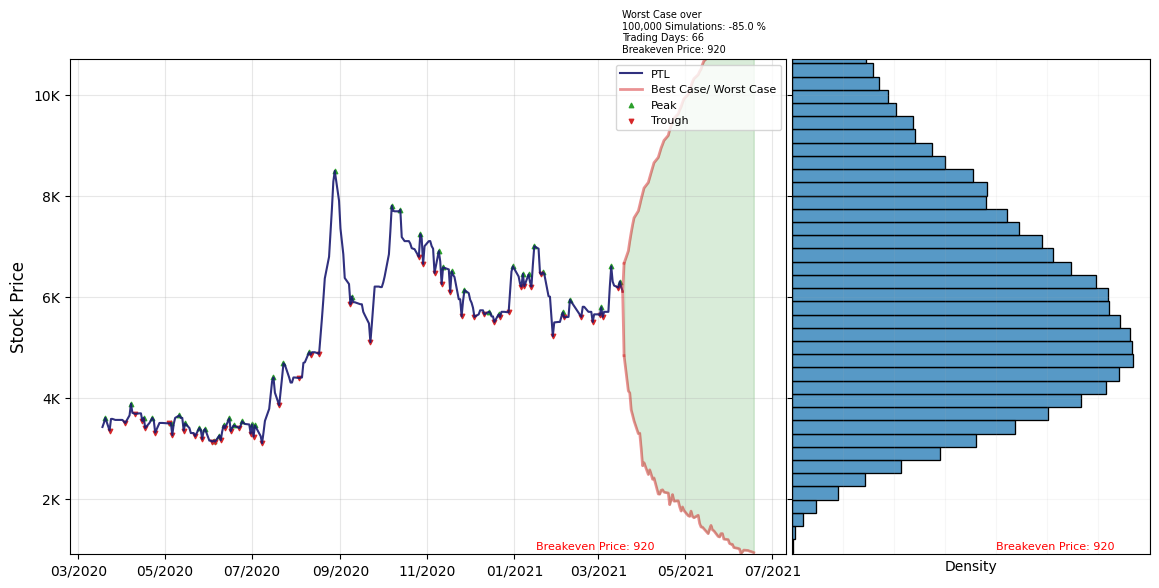 Worst Case over
100,000 Simulations: -85.0 %
Trading Days: 66
Breakeven Price: 920
PTL
Best Case/ Worst Case
Peak
Trough
10K
8K
6K
4K
2K
Stock Price
Breakeven Price: 920
Breakeven Price: 920
03/2020 05/2020 07/2020 09/2020 11/2020 01/2021 03/2021 05/2021 07/2021
Density